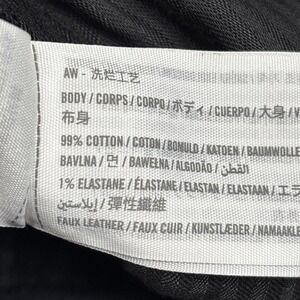 AW - 洗烂工艺
BODY / CORPS / CORPO / ボディ / CUERPO / 大身 / V
布身
99% COTTON / COTON / BOMULD / KATOEN / BAUMWOLLE
BAVLNA / 면 / BAWEŁNA / ALGODÃO / القطن /
1% ELASTANE / ÉLASTANE / ELASTAN / ELASTAAN / エラ
إيلاستين / 彈性纖維
FAUX LEATHER / FAUX CUIR / KUNSTLÆDER / NAMAAKLE